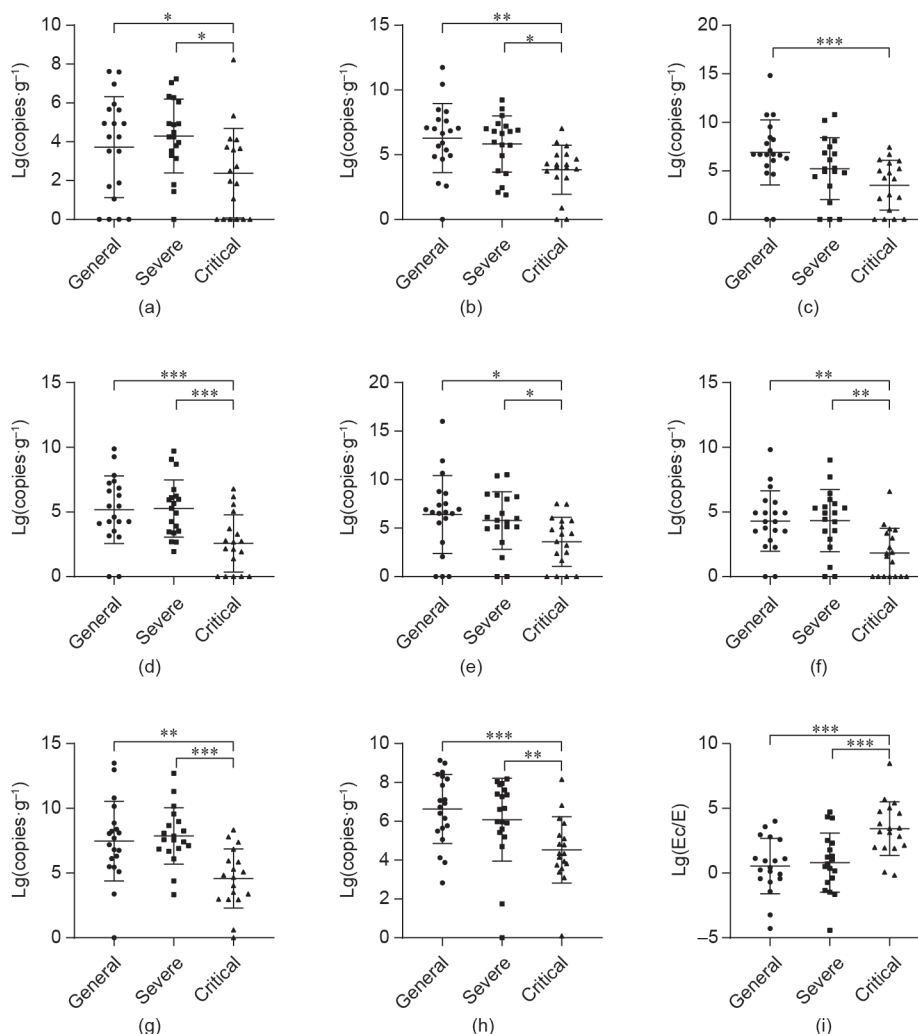 10
8
6
4
2
0
Lg(copies·g⁻¹)
*
*
General
Severe
Critical
(a)
15
10
5
0
Lg(copies·g⁻¹)
**
*
General
Severe
Critical
(b)
20
15
10
5
0
Lg(copies·g⁻¹)
***
General
Severe
Critical
(c)
15
10
5
0
Lg(copies·g⁻¹)
***
***
General
Severe
Critical
(d)
20
15
10
5
0
Lg(copies·g⁻¹)
*
*
General
Severe
Critical
(e)
15
10
5
0
Lg(copies·g⁻¹)
**
**
General
Severe
Critical
(f)
15
10
5
0
Lg(copies·g⁻¹)
**
***
General
Severe
Critical
(g)
10
8
6
4
2
0
Lg(copies·g⁻¹)
***
**
General
Severe
Critical
(h)
10
5
0
–5
Lg(Ec/E)
***
***
General
Severe
Critical
(i)